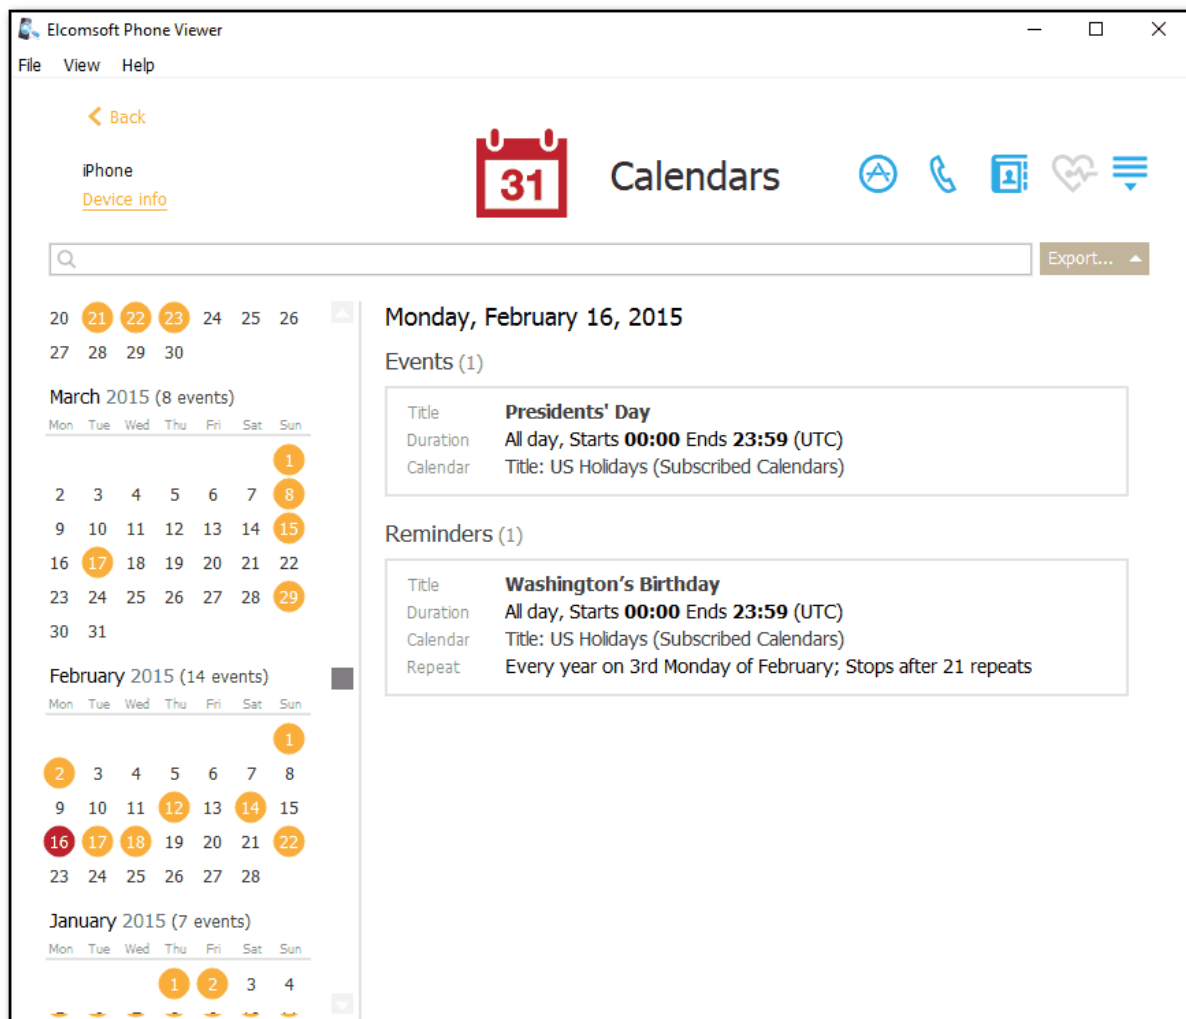 Elcomsoft Phone Viewer
File View Help
Back
iPhone
Device info
31
Calendars
Export...
20 21 22 23 24 25 26
27 28 29 30
March 2015 (8 events)
Mon Tue Wed Thu Fri Sat Sun
1
2 3 4 5 6 7 8
9 10 11 12 13 14 15
16 17 18 19 20 21 22
23 24 25 26 27 28 29
30 31
February 2015 (14 events)
Mon Tue Wed Thu Fri Sat Sun
1
2 3 4 5 6 7 8
9 10 11 12 13 14 15
16 17 18 19 20 21 22
23 24 25 26 27 28
January 2015 (7 events)
Mon Tue Wed Thu Fri Sat Sun
1 2 3 4
Monday, February 16, 2015
Events (1)
Title Presidents' Day
Duration All day, Starts 00:00 Ends 23:59 (UTC)
Calendar Title: US Holidays (Subscribed Calendars)
Reminders (1)
Title Washington’s Birthday
Duration All day, Starts 00:00 Ends 23:59 (UTC)
Calendar Title: US Holidays (Subscribed Calendars)
Repeat Every year on 3rd Monday of February; Stops after 21 repeats